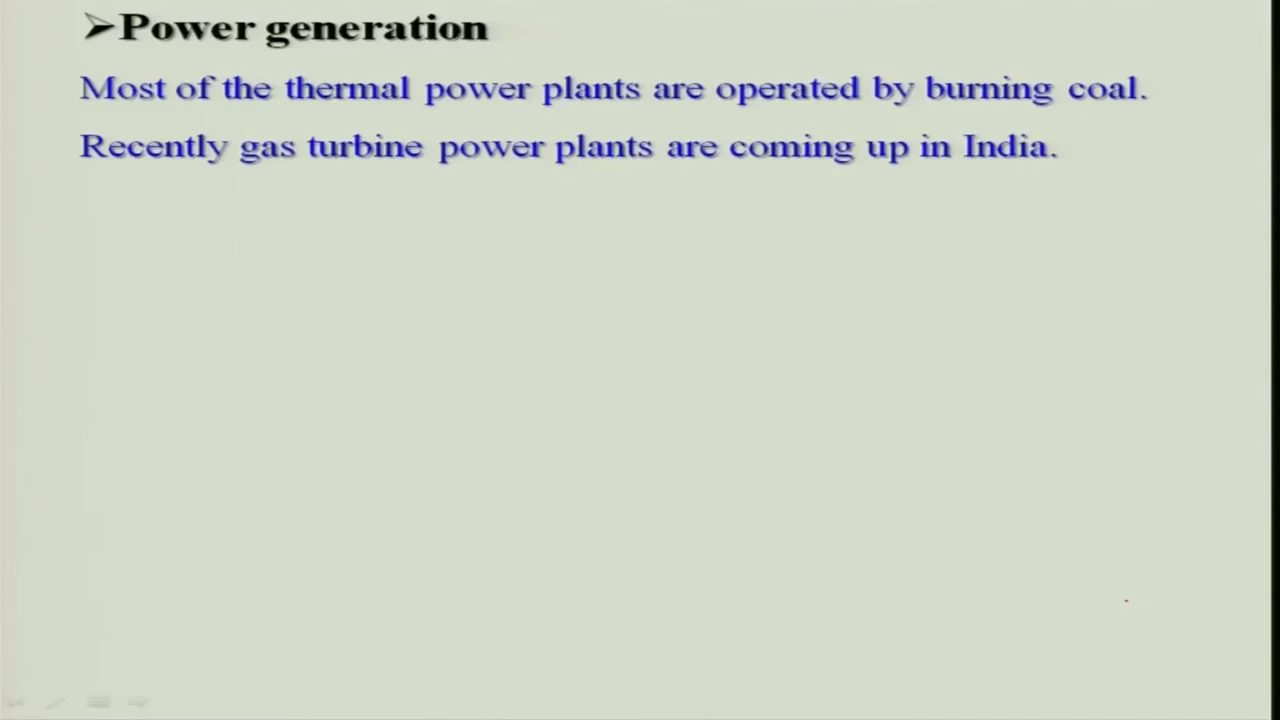 ➢Power generation
Most of the thermal power plants are operated by burning coal.
Recently gas turbine power plants are coming up in India.